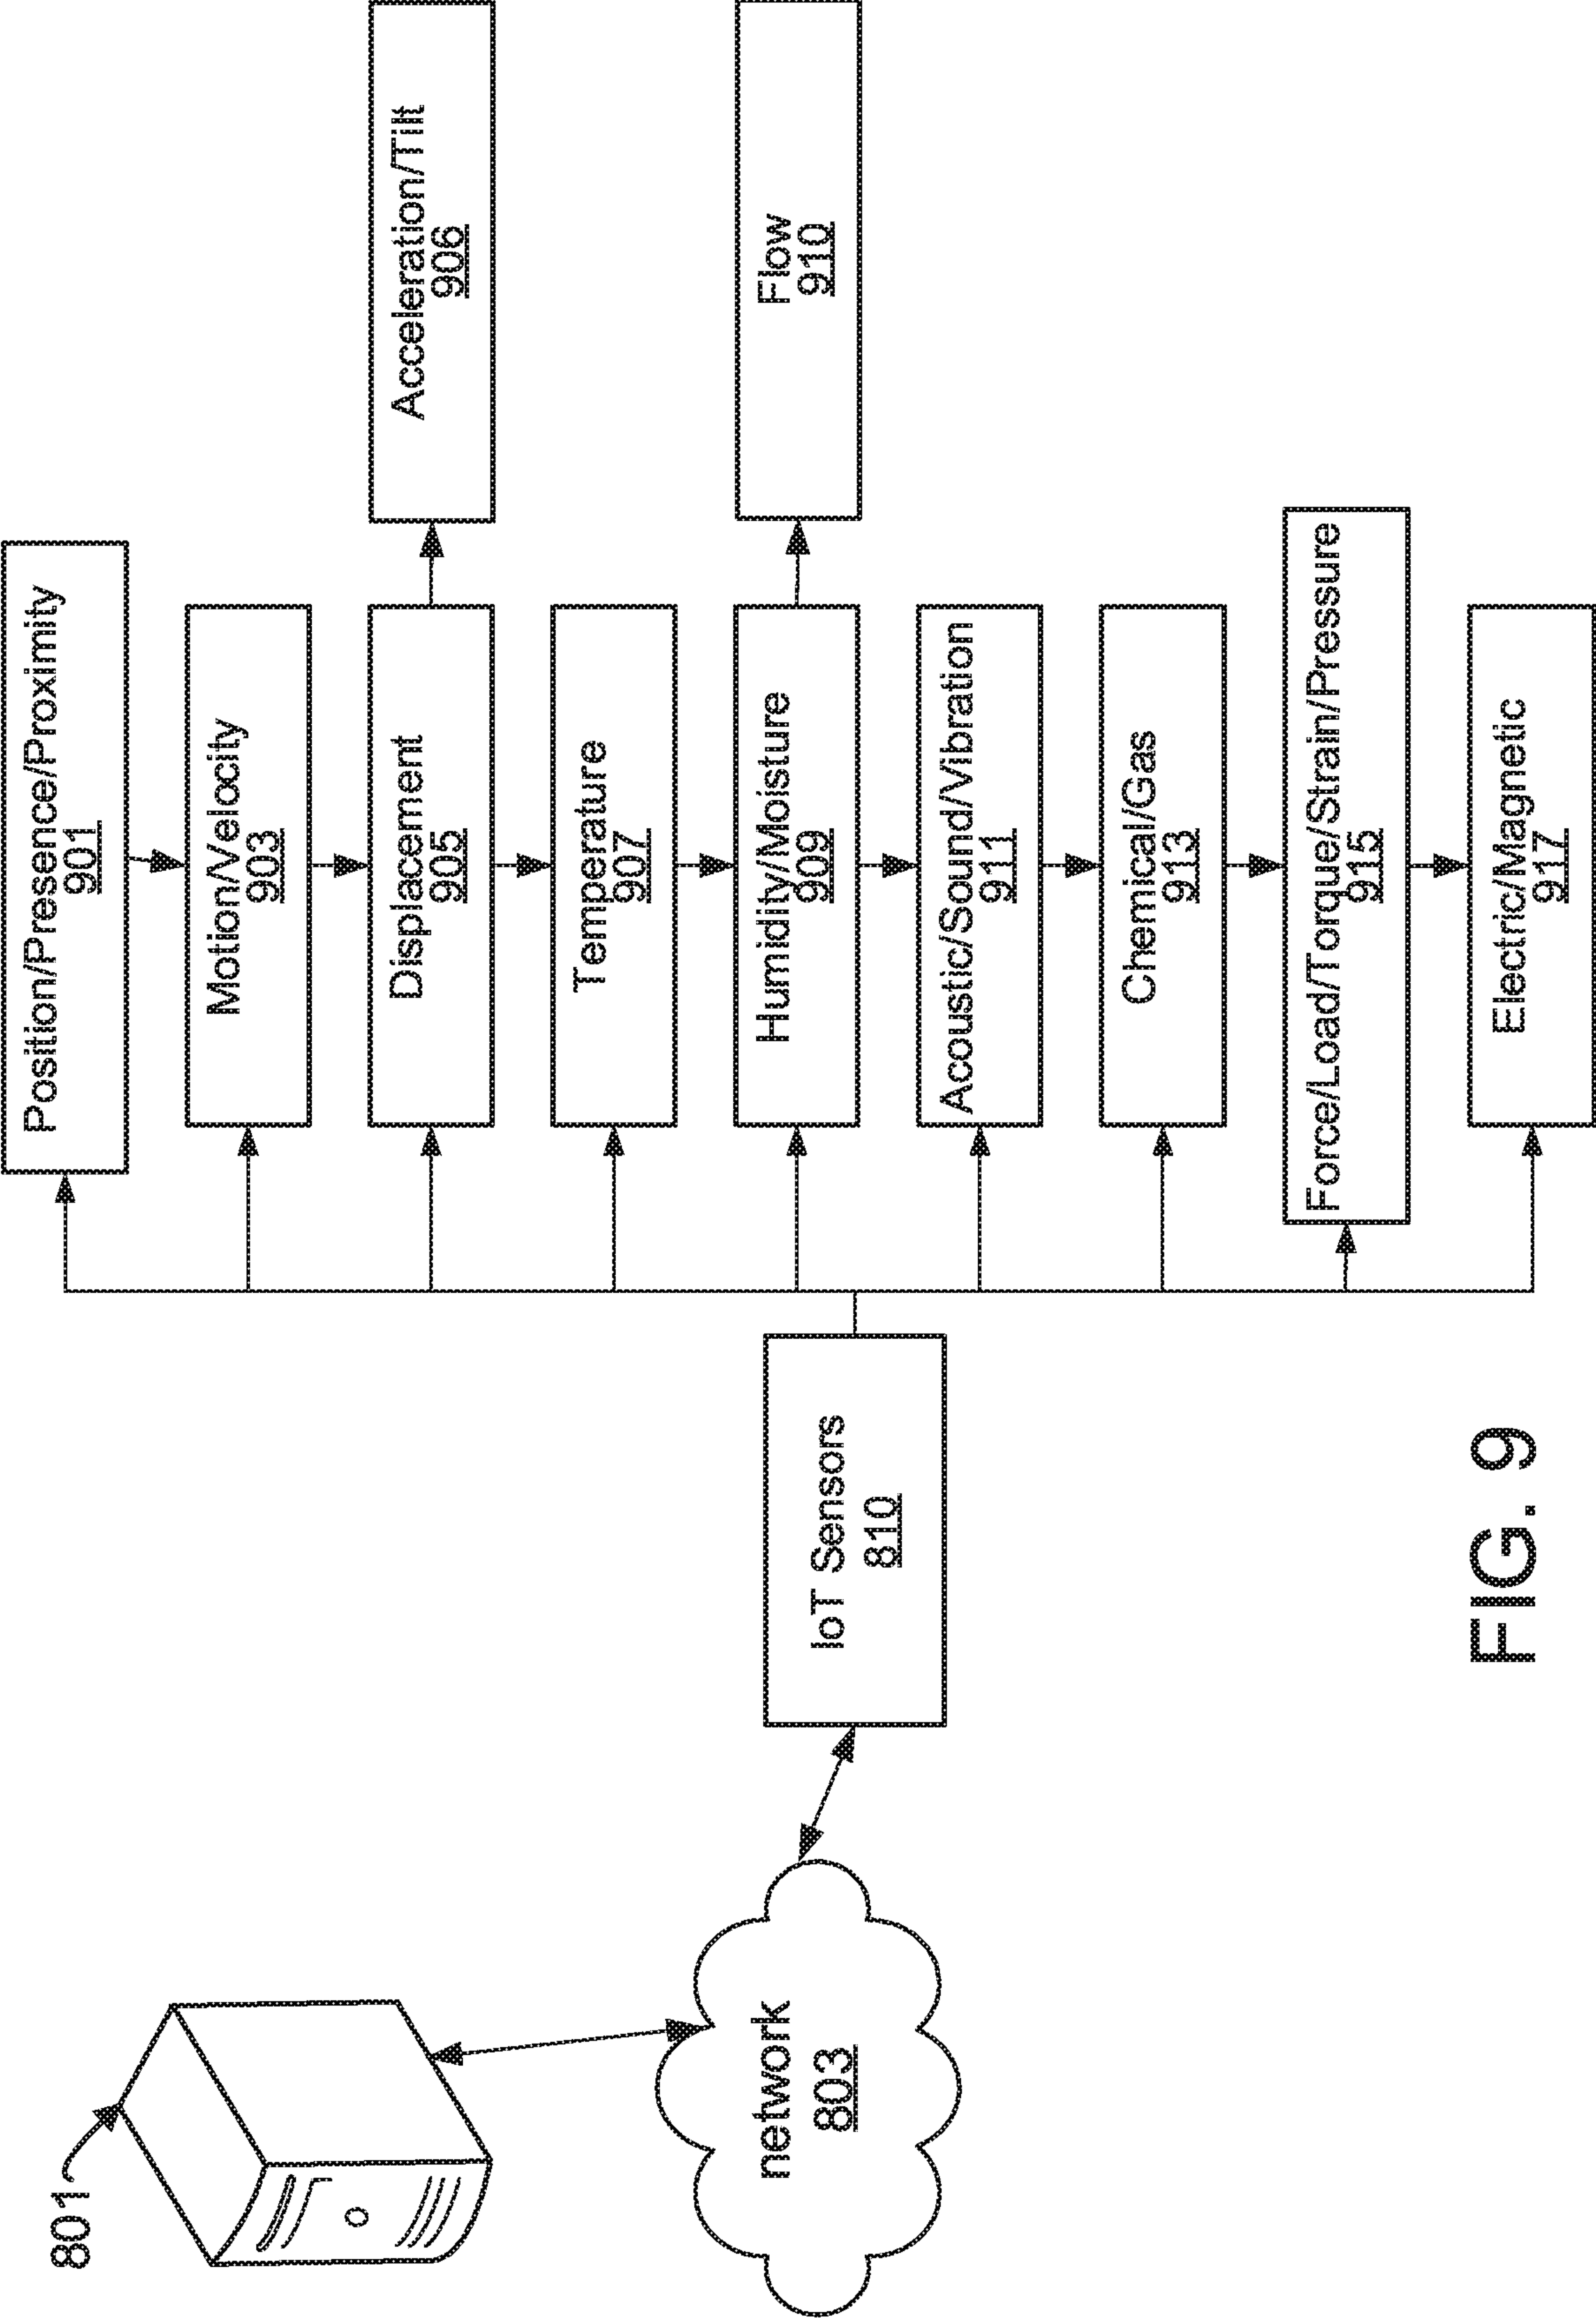 801
network
803
IoT Sensors
810
Position/Presence/Proximity
901
Motion/Velocity
903
Displacement
905
Acceleration/Tilt
906
Temperature
907
Humidity/Moisture
909
Flow
910
Acoustic/Sound/Vibration
911
Chemical/Gas
913
Force/Load/Torque/Strain/Pressure
915
Electric/Magnetic
917
FIG. 9